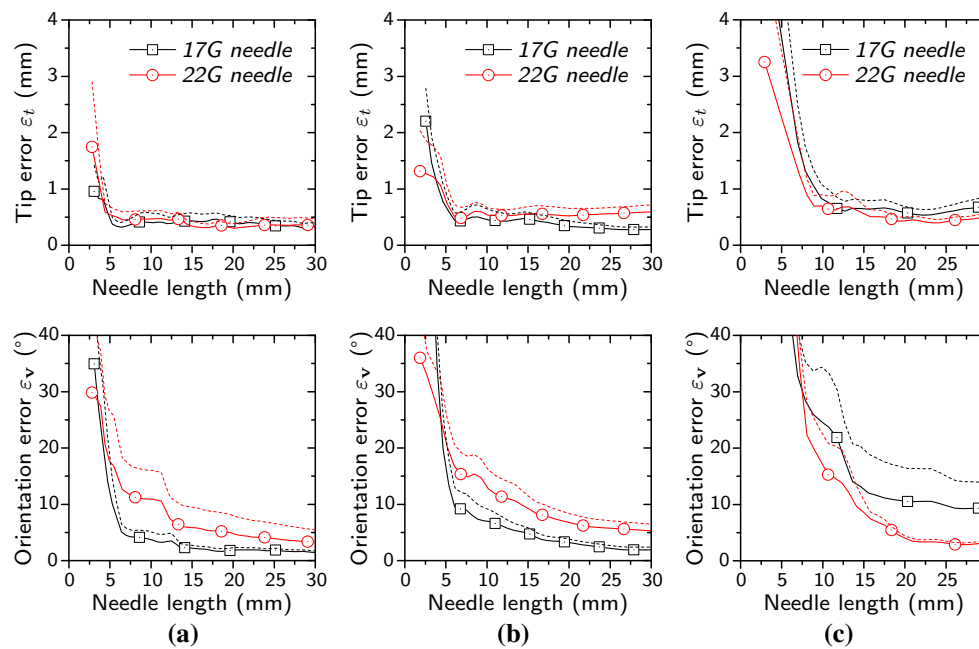 Tip error εt (mm)
4
3
2
1
0
17G needle
22G needle
0 5 10 15 20 25 30
Needle length (mm)
Tip error εt (mm)
4
3
2
1
0
17G needle
22G needle
0 5 10 15 20 25 30
Needle length (mm)
Tip error εt (mm)
4
3
2
1
0
17G needle
22G needle
0 5 10 15 20 25
Needle length (mm)
Orientation error εv (°)
40
30
20
10
0
0 5 10 15 20 25 30
Needle length (mm)
(a)
Orientation error εv (°)
40
30
20
10
0
0 5 10 15 20 25 30
Needle length (mm)
(b)
Orientation error εv (°)
40
30
20
10
0
0 5 10 15 20 25
Needle length (mm)
(c)